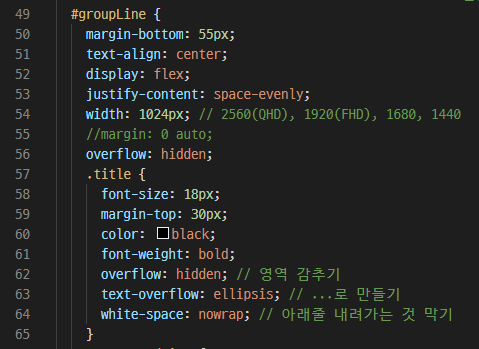 49 #groupLine {
50 margin-bottom: 55px;
51 text-align: center;
52 display: flex;
53 justify-content: space-evenly;
54 width: 1024px; // 2560(QHD), 1920(FHD), 1680, 1440
55 //margin: 0 auto;
56 overflow: hidden;
57 .title {
58 font-size: 18px;
59 margin-top: 30px;
60 color: black;
61 font-weight: bold;
62 overflow: hidden; // 영역 감추기
63 text-overflow: ellipsis; // ...로 만들기
64 white-space: nowrap; // 아래줄 내려가는 것 막기
65 }